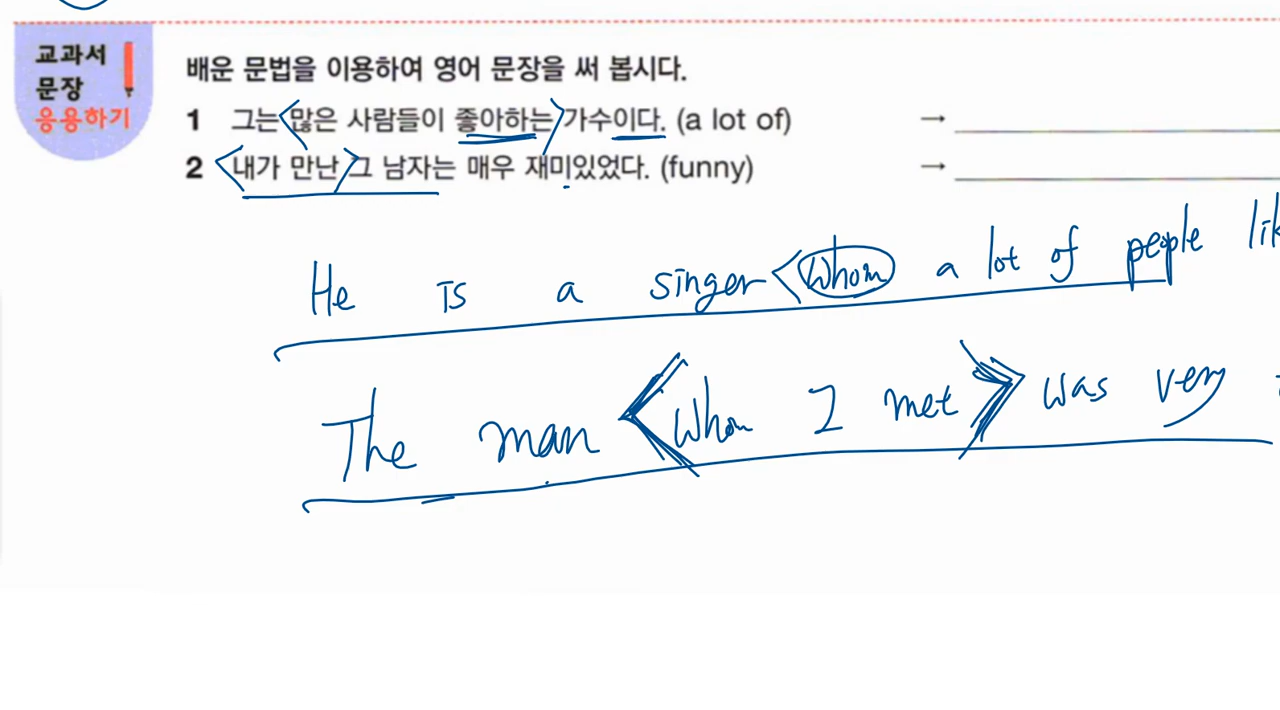 교과서
문장
응용하기
배운 문법을 이용하여 영어 문장을 써 봅시다.
1 그는 많은 사람들이 좋아하는 가수이다. (a lot of) →
2 내가 만난 그 남자는 매우 재미있었다. (funny) →
He is a singer <whom a lot of people lik
The man <whom I met> was very